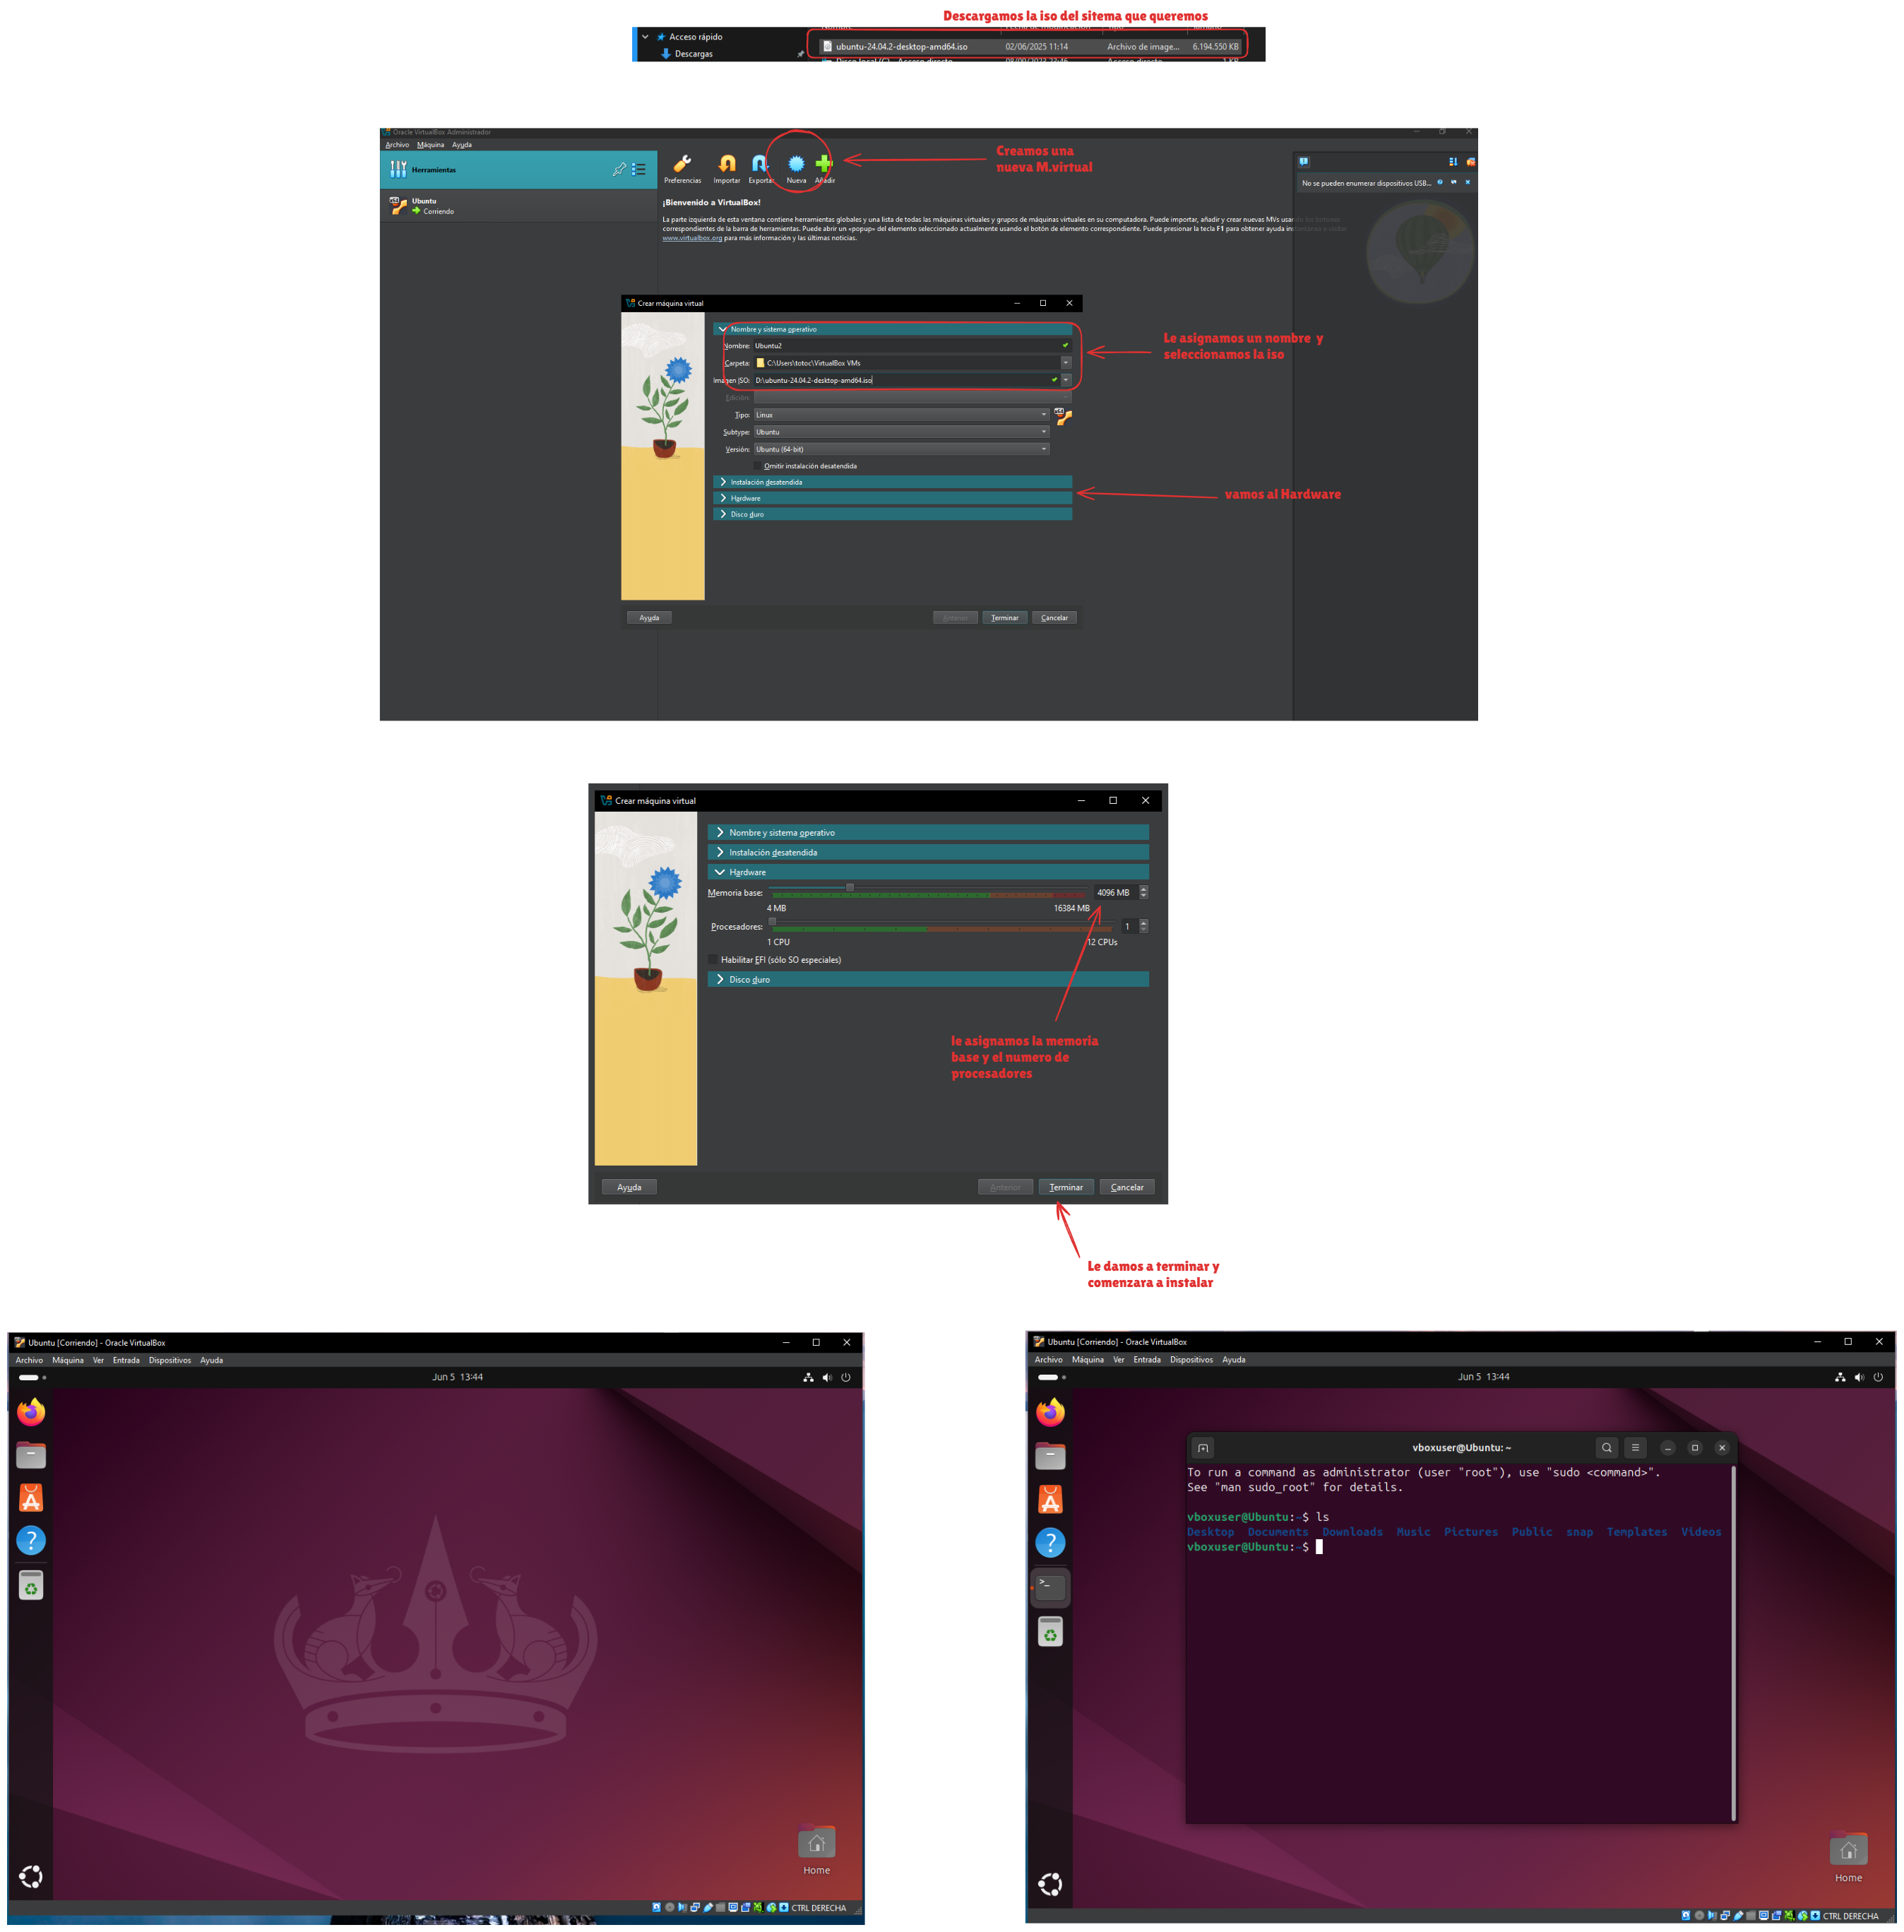 Descargamos la iso del sitema que queremos
Acceso rápido
ubuntu-24.04.2-desktop-amd64.iso 02/06/2025 11:14 Archivo de image... 6.194.550 KB
Descargas
Oracle VirtualBox Administrador
Archivo Máquina Ayuda
Herramientas
Preferencias Importar Exportar Nueva Añadir
Creamos una
nueva M.virtual
No se pueden enumerar dispositivos USB...
Ubuntu
Corriendo
¡Bienvenido a VirtualBox!
La parte izquierda de esta ventana contiene herramientas globales y una lista de todas las máquinas virtuales y grupos de máquinas virtuales en su computadora. Puede importar, añadir y crear nuevas MVs usando los botones
correspondientes de la barra de herramientas. Puede abrir un «popup» del elemento seleccionado actualmente usando el botón de elemento correspondiente. Puede presionar la tecla F1 para obtener ayuda instantánea o visitar
www.virtualbox.org para más información y las últimas noticias.
Crear máquina virtual
Nombre y sistema operativo
Nombre: Ubuntu2
Carpeta: C:\Users\totoc\VirtualBox VMs
Imagen ISO: D:\ubuntu-24.04.2-desktop-amd64.iso
Le asignamos un nombre y
seleccionamos la iso
Edición:
Tipo: Linux
Subtype: Ubuntu
Versión: Ubuntu (64-bit)
Omitir instalación desatendida
Instalación desatendida
Hardware
Disco duro
vamos al Hardware
Ayuda Anterior Terminar Cancelar
Crear máquina virtual
Nombre y sistema operativo
Instalación desatendida
Hardware
Memoria base: 4096 MB
4 MB 16384 MB
Procesadores: 1
1 CPU 12 CPUs
Habilitar EFI (sólo SO especiales)
Disco duro
le asignamos la memoria
base y el numero de
procesadores
Ayuda Anterior Terminar Cancelar
Le damos a terminar y
comenzara a instalar
Ubuntu [Corriendo] - Oracle VirtualBox
Archivo Máquina Ver Entrada Dispositivos Ayuda
Jun 5 13:44
Home
CTRL DERECHA
Ubuntu [Corriendo] - Oracle VirtualBox
Archivo Máquina Ver Entrada Dispositivos Ayuda
Jun 5 13:44
vboxuser@Ubuntu: ~
To run a command as administrator (user "root"), use "sudo <command>".
See "man sudo_root" for details.
vboxuser@Ubuntu:~$ ls
Desktop Documents Downloads Music Pictures Public snap Templates Videos
vboxuser@Ubuntu:~$
Home
CTRL DERECHA